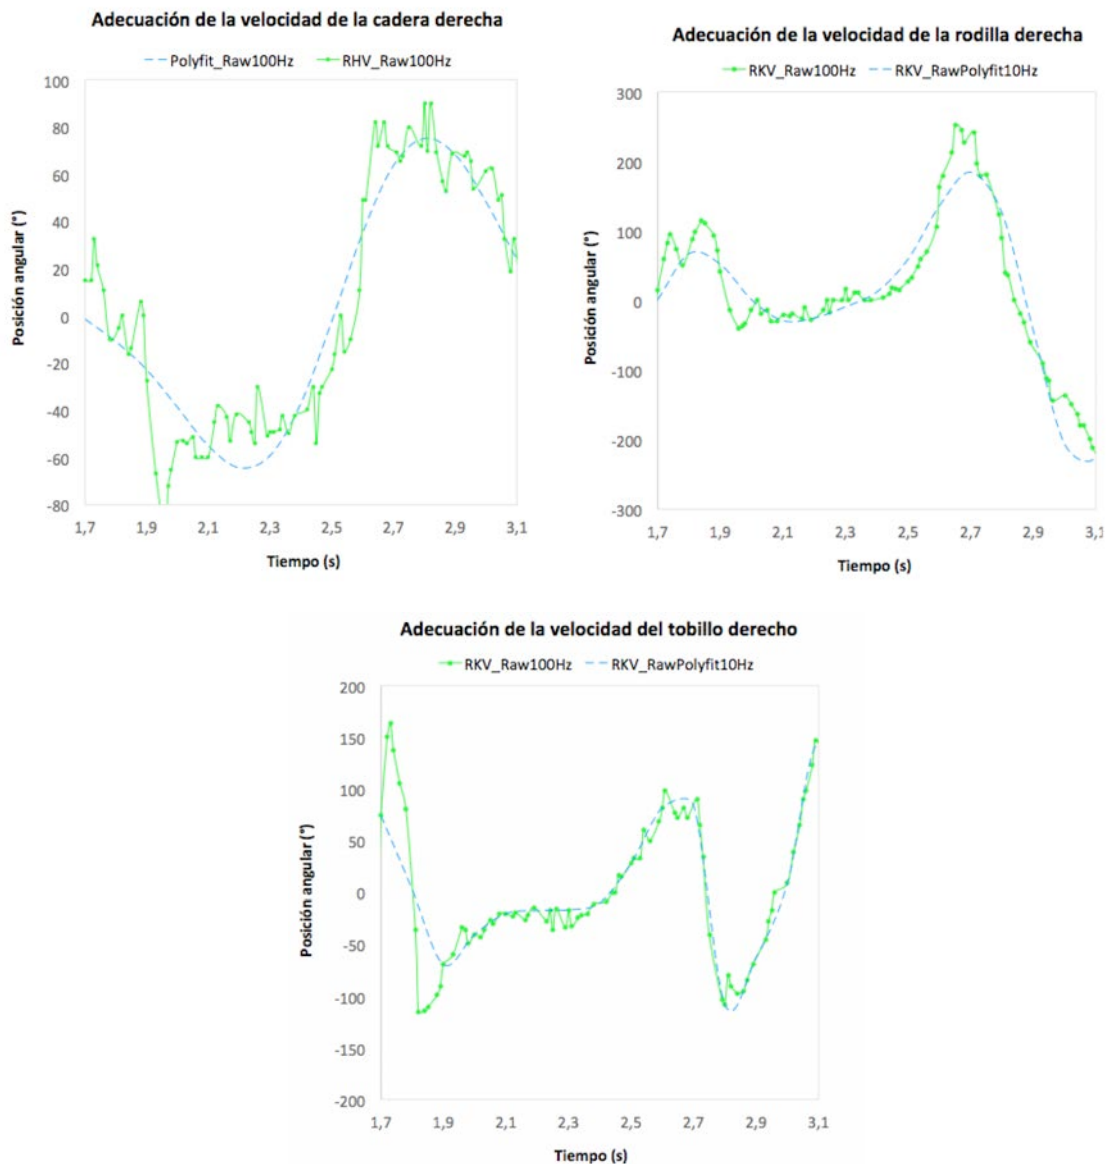 Adecuación de la velocidad de la cadera derecha
Polyfit_Raw100Hz RHV_Raw100Hz
Posición angular (°)
100
80
60
40
20
0
-20
-40
-60
-80
1,7 1,9 2,1 2,3 2,5 2,7 2,9 3,1
Tiempo (s)
Adecuación de la velocidad de la rodilla derecha
RKV_Raw100Hz RKV_RawPolyfit10Hz
Posición angular (°)
300
200
100
0
-100
-200
-300
1,7 1,9 2,1 2,3 2,5 2,7 2,9 3,1
Tiempo (s)
Adecuación de la velocidad del tobillo derecho
RKV_Raw100Hz RKV_RawPolyfit10Hz
Posición angular (°)
200
150
100
50
0
-50
-100
-150
-200
1,7 1,9 2,1 2,3 2,5 2,7 2,9 3,1
Tiempo (s)